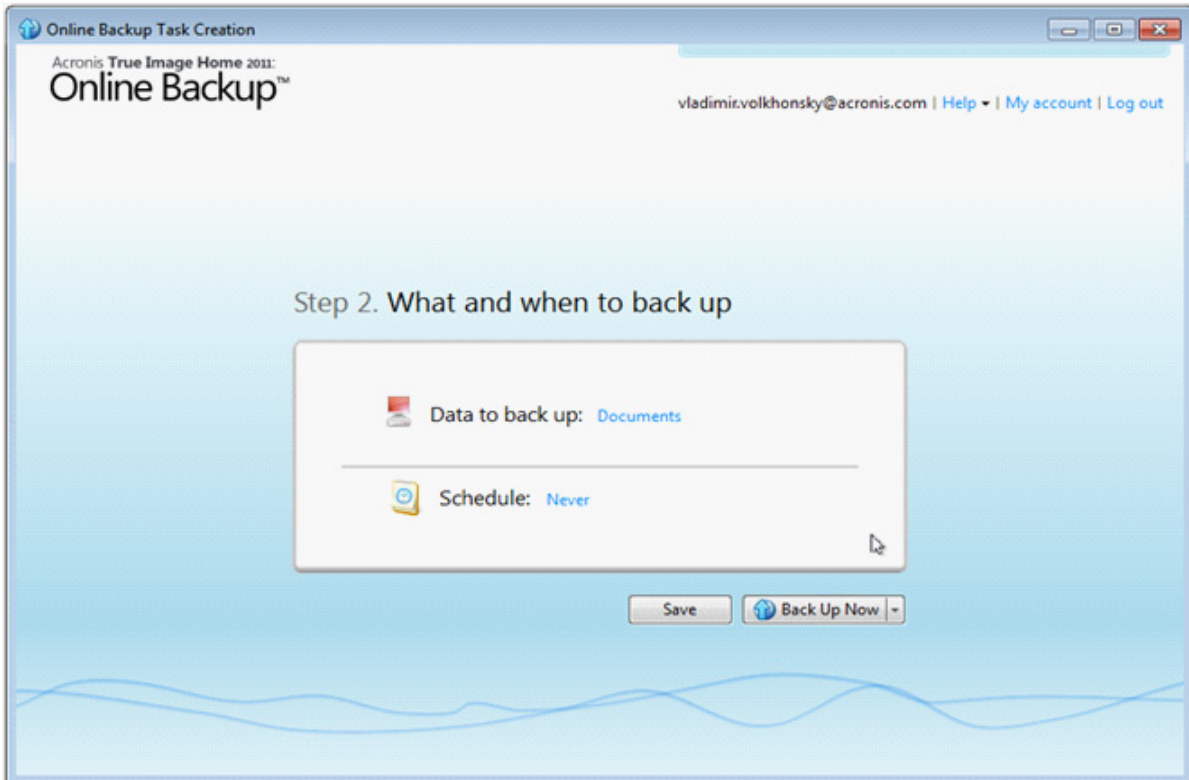 Online Backup Task Creation
Acronis True Image Home 2011:
Online Backup™
vladimir.volkhonsky@acronis.com | Help | My account | Log out
Step 2. What and when to back up
Data to back up: Documents
Schedule: Never
Save
Back Up Now